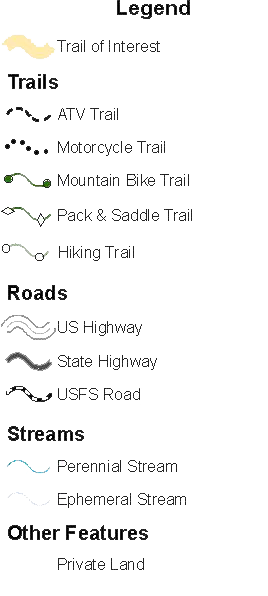 Legend
Trail of Interest
Trails
ATV Trail
Motorcycle Trail
Mountain Bike Trail
Pack & Saddle Trail
Hiking Trail
Roads
US Highway
State Highway
USFS Road
Streams
Perennial Stream
Ephemeral Stream
Other Features
Private Land